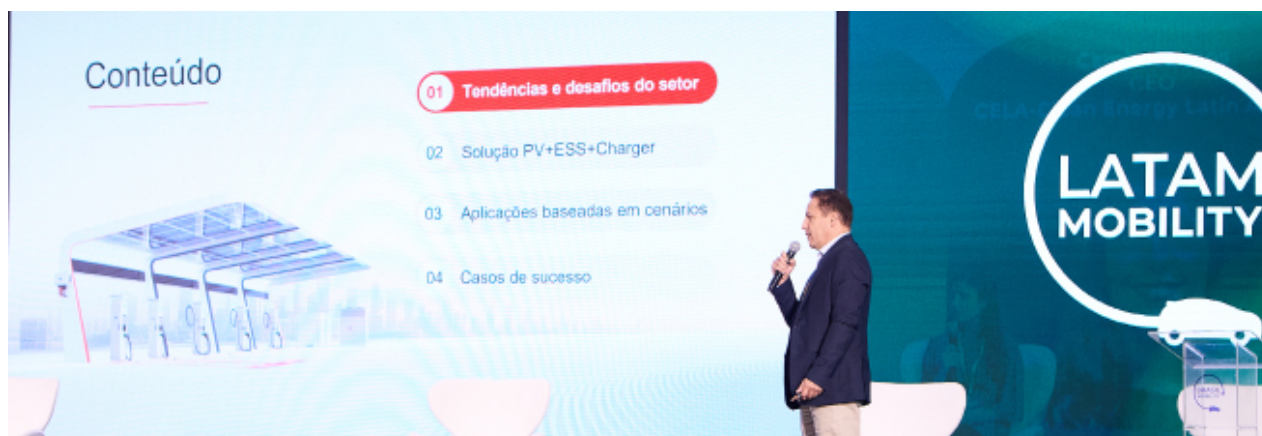 Conteúdo
01 Tendências e desafios do setor
02 Solução PV+ESS+Charger
03 Aplicações baseadas em cenários
04 Casos de sucesso
CEO
LATAM
MOBILITY